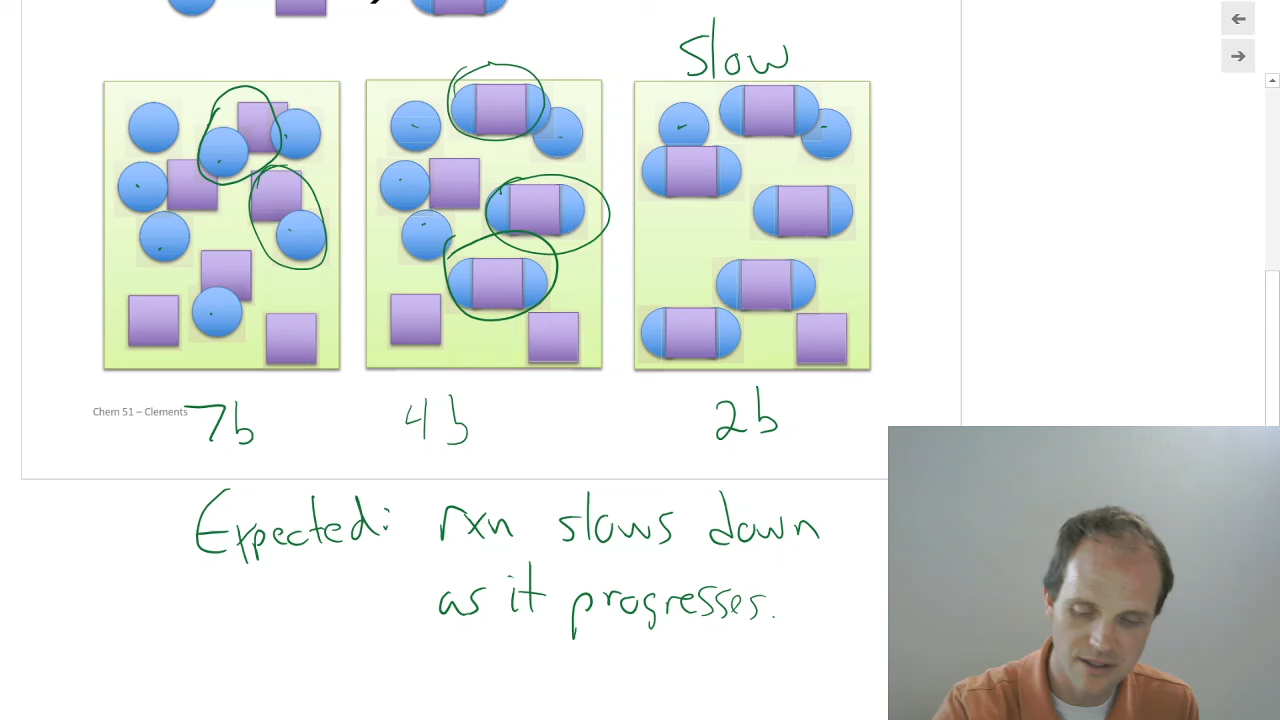 Slow
Chem 51 – Clements
7b 4b 2b
Expected: rxn slows down
as it progresses.